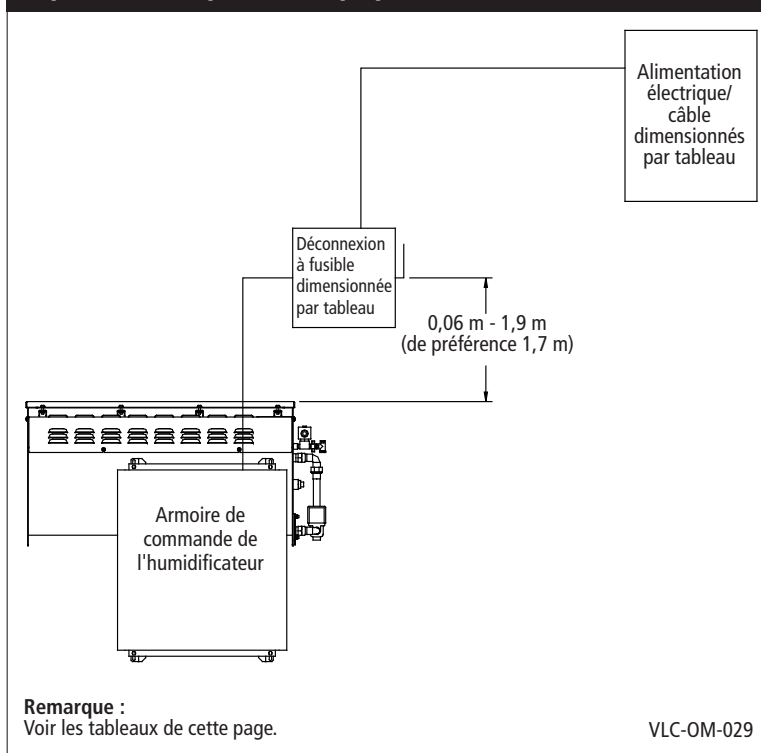 Alimentation
électrique/
câble
dimensionnés
par tableau
Déconnexion
à fusible
dimensionnée
par tableau
0,06 m - 1,9 m
(de préférence 1,7 m)
Armoire de
commande de
l'humidificateur
Remarque :
Voir les tableaux de cette page.
VLC-OM-029